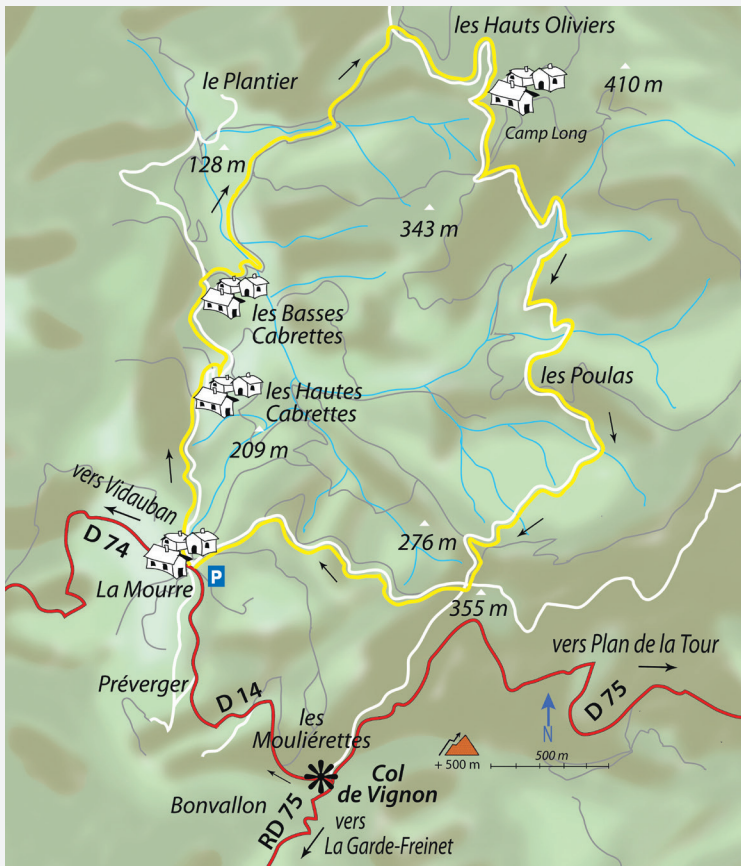 les Hauts Oliviers
le Plantier
410 m
Camp Long
128 m
343 m
les Basses
Cabrettes
les Poulas
les Hautes
Cabrettes
209 m
vers Vidauban
D 74
276 m
P
La Mourre
355 m
vers Plan de la Tour
Préverger
D 14
D 75
N
les
Mouliérettes
+ 500 m
500 m
Col
de Vignon
Bonvallon
RD 75
vers
La Garde-Freinet